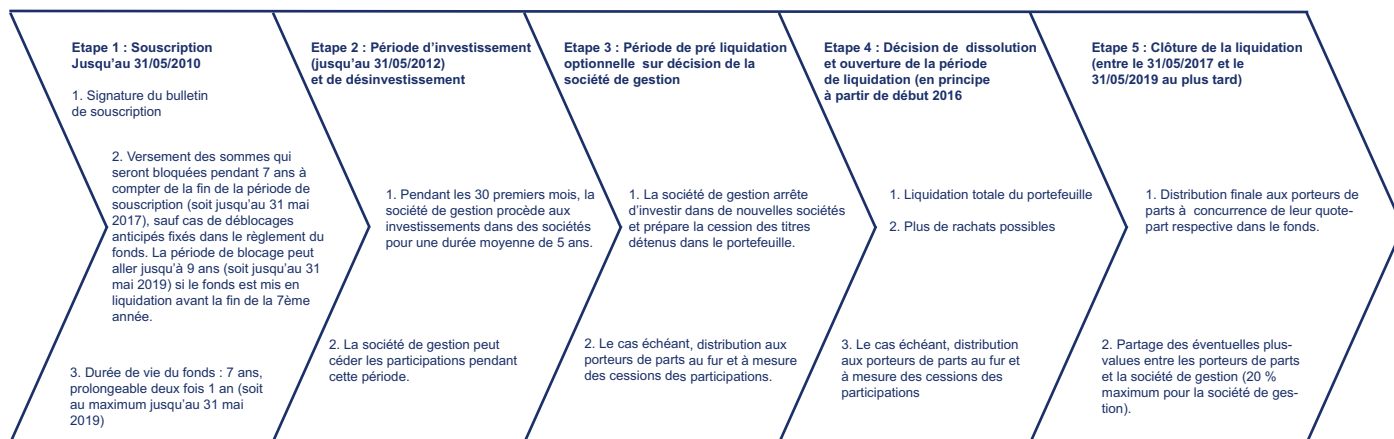 Etape 1 : Souscription
Jusqu'au 31/05/2010
1. Signature du bulletin
de souscription
2. Versement des sommes qui
seront bloquées pendant 7 ans à
compter de la fin de la période de
souscription (soit jusqu'au 31 mai
2017), sauf cas de déblocages
anticipés fixés dans le règlement du
fonds. La période de blocage peut
aller jusqu'à 9 ans (soit jusqu'au 31
mai 2019) si le fonds est mis en
liquidation avant la fin de la 7ème
année.
3. Durée de vie du fonds : 7 ans,
prolongeable deux fois 1 an (soit
au maximum jusqu'au 31 mai
2019)
Etape 2 : Période d'investissement
(jusqu'au 31/05/2012)
et de désinvestissement
1. Pendant les 30 premiers mois, la
société de gestion procède aux
investissements dans des sociétés
pour une durée moyenne de 5 ans.
2. La société de gestion peut
céder les participations pendant
cette période.
Etape 3 : Période de pré liquidation
optionnelle sur décision de la
société de gestion
1. La société de gestion arrête
d'investir dans de nouvelles sociétés
et prépare la cession des titres
détenus dans le portefeuille.
2. Le cas échéant, distribution aux
porteurs de parts au fur et à mesure
des cessions des participations.
Etape 4 : Décision de dissolution
et ouverture de la période
de liquidation (en principe
à partir de début 2016
1. Liquidation totale du portefeuille
2. Plus de rachats possibles
3. Le cas échéant, distribution
aux porteurs de parts au fur et
à mesure des cessions des
participations
Etape 5 : Clôture de la liquidation
(entre le 31/05/2017 et le
31/05/2019 au plus tard)
1. Distribution finale aux porteurs de
parts à concurrence de leur quote-
part respective dans le fonds.
2. Partage des éventuelles plus-
values entre les porteurs de parts
et la société de gestion (20 %
maximum pour la société de ges-
tion).